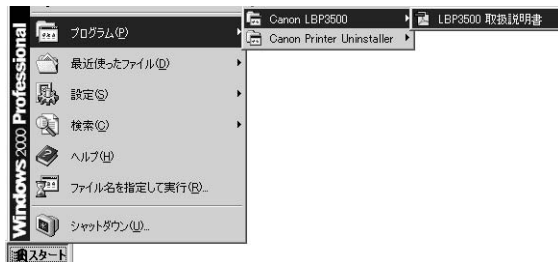 Windows 2000 Professional
プログラム(P)
最近使ったファイル(D)
設定(S)
検索(C)
ヘルプ(H)
ファイル名を指定して実行(R)...
シャットダウン(U)...
スタート
Canon LBP3500
Canon Printer Uninstaller
LBP3500 取扱説明書